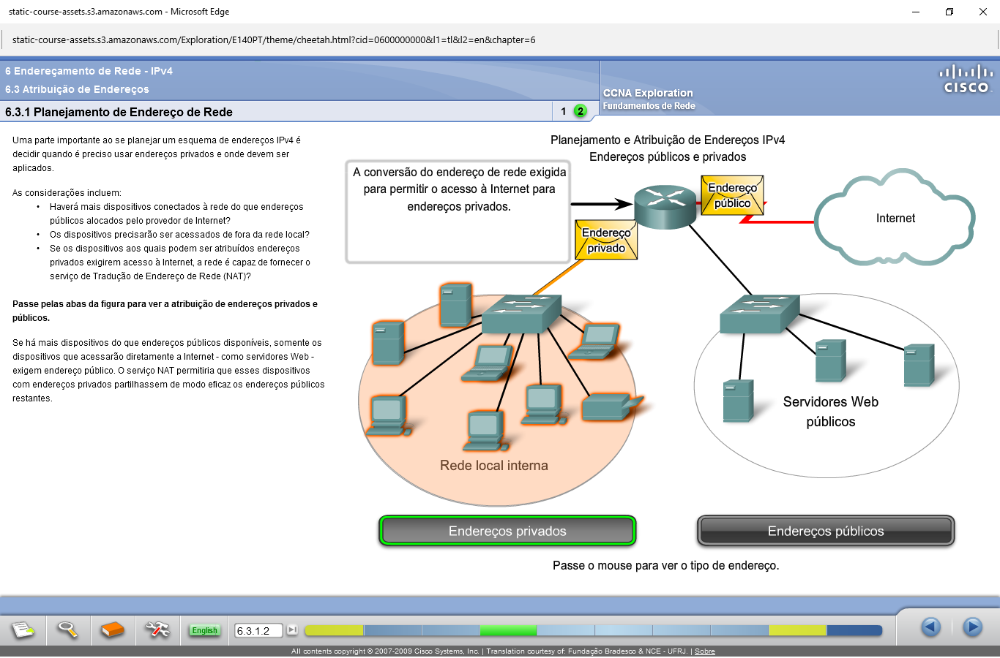 static-course-assets.s3.amazonaws.com - Microsoft Edge
static-course-assets.s3.amazonaws.com/Exploration/E140PT/theme/cheetah.html?cid=0600000000&l1=tl&l2=en&chapter=6
6 Endereçamento de Rede - IPv4
6.3 Atribuição de Endereços
6.3.1 Planejamento de Endereço de Rede
1 2
CCNA Exploration
Fundamentos de Rede
CISCO
Uma parte importante ao se planejar um esquema de endereços IPv4 é
decidir quando é preciso usar endereços privados e onde devem ser
aplicados.
As considerações incluem:
• Haverá mais dispositivos conectados à rede do que endereços
públicos alocados pelo provedor de Internet?
• Os dispositivos precisarão ser acessados de fora da rede local?
• Se os dispositivos aos quais podem ser atribuídos endereços
privados exigirem acesso à Internet, a rede é capaz de fornecer o
serviço de Tradução de Endereço de Rede (NAT)?
Passe pelas abas da figura para ver a atribuição de endereços privados e
públicos.
Se há mais dispositivos do que endereços públicos disponíveis, somente os
dispositivos que acessarão diretamente a Internet - como servidores Web -
exigem endereço público. O serviço NAT permitiria que esses dispositivos
com endereços privados partilhassem de modo eficaz os endereços públicos
restantes.
Planejamento e Atribuição de Endereços IPv4
Endereços públicos e privados
A conversão do endereço de rede exigida
para permitir o acesso à Internet para
endereços privados.
Endereço
privado
Endereço
público
Internet
Rede local interna
Servidores Web
públicos
Endereços privados
Endereços públicos
Passe o mouse para ver o tipo de endereço.
English
6.3.1.2
All contents copyright © 2007-2009 Cisco Systems, Inc. | Translation courtesy of: Fundação Bradesco & NCE - UFRJ. | Sobre